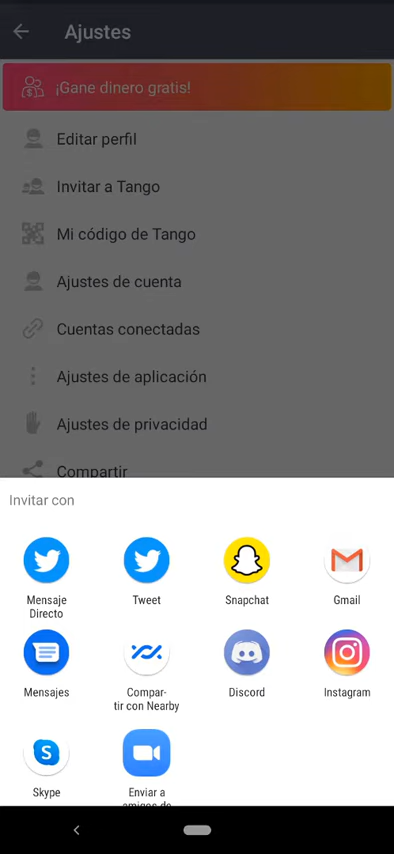 Ajustes
¡Gane dinero gratis!
Editar perfil
Invitar a Tango
Mi código de Tango
Ajustes de cuenta
Cuentas conectadas
Ajustes de aplicación
Ajustes de privacidad
Compartir
Invitar con
Mensaje
Directo
Tweet
Snapchat
Gmail
Mensajes
Compar-
tir con Nearby
Discord
Instagram
Skype
Enviar a
amigos de